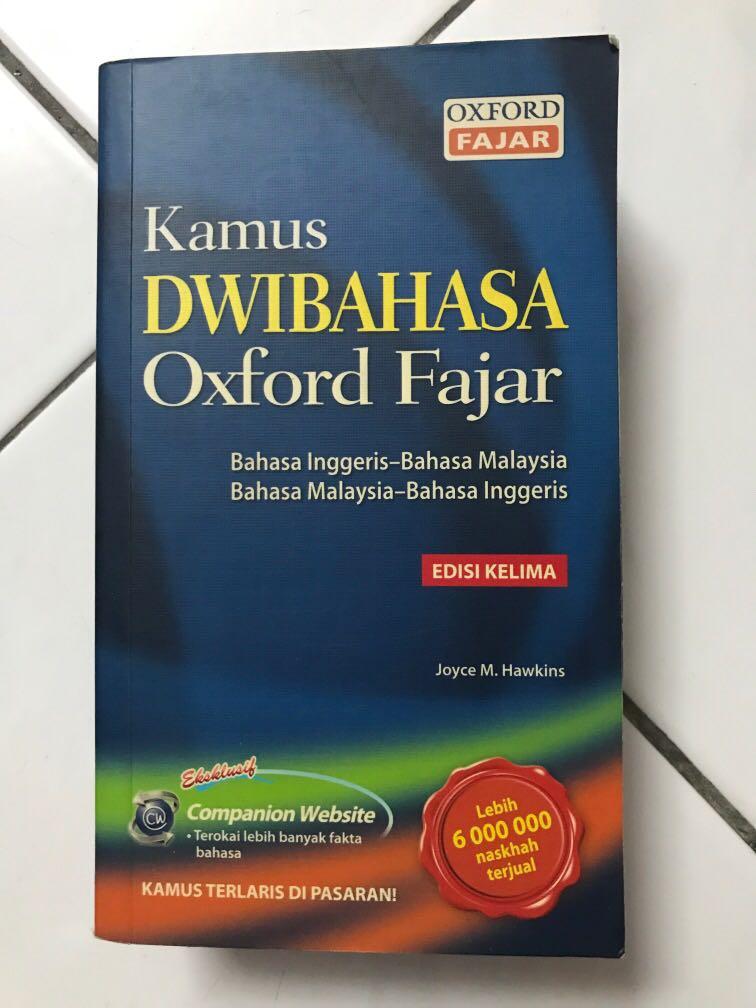 OXFORD
FAJAR
Kamus
DWIBAHASA
Oxford Fajar
Bahasa Inggeris–Bahasa Malaysia
Bahasa Malaysia–Bahasa Inggeris
EDISI KELIMA
Joyce M. Hawkins
Eksklusif
CW
Companion Website
• Terokai lebih banyak fakta
bahasa
KAMUS TERLARIS DI PASARAN!
Lebih
6 000 000
naskhah
terjual